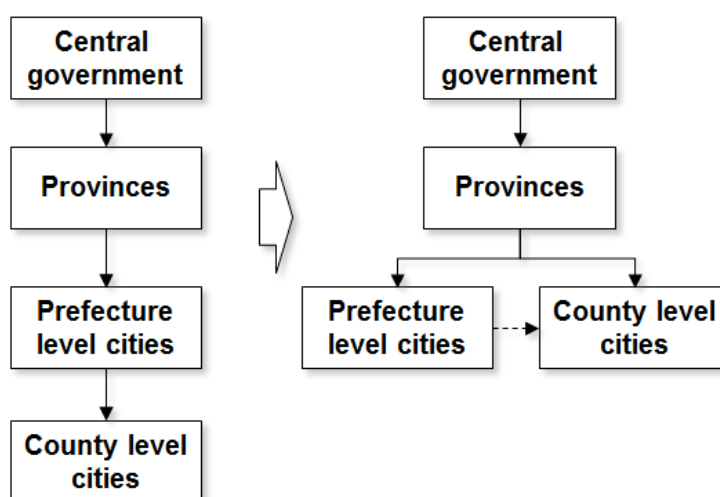 Central
government
Provinces
Prefecture
level cities
County level
cities
Central
government
Provinces
Prefecture
level cities
County level
cities